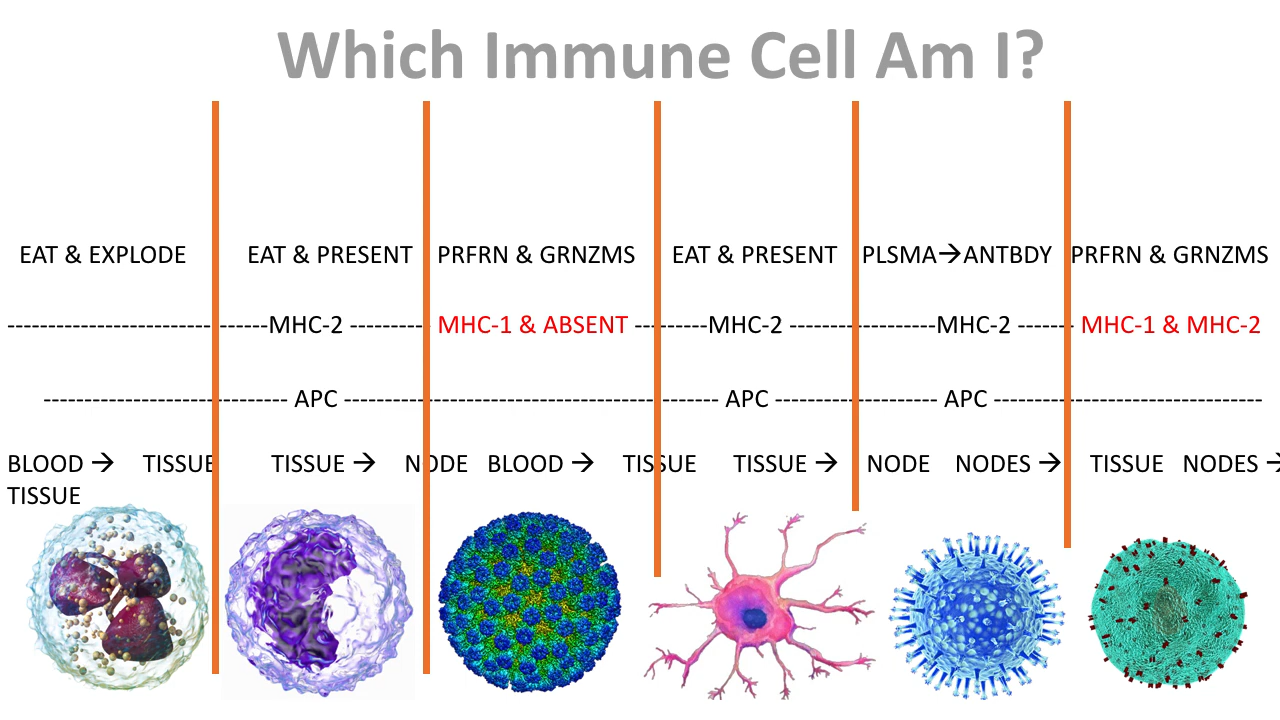 Which Immune Cell Am I?
EAT & EXPLODE EAT & PRESENT PRFRN & GRNZMS EAT & PRESENT PLSMA→ANTBDY PRFRN & GRNZMS
-------------------------------MHC-2 ---------- MHC-1 & ABSENT ---------MHC-2 ------------------MHC-2 ------- MHC-1 & MHC-2
------------------------------ APC ---------------------------------------------- APC -------------------- APC ---------------------------------
BLOOD → TISSUE TISSUE → NODE BLOOD → TISSUE TISSUE → NODE NODES → TISSUE NODES →
TISSUE